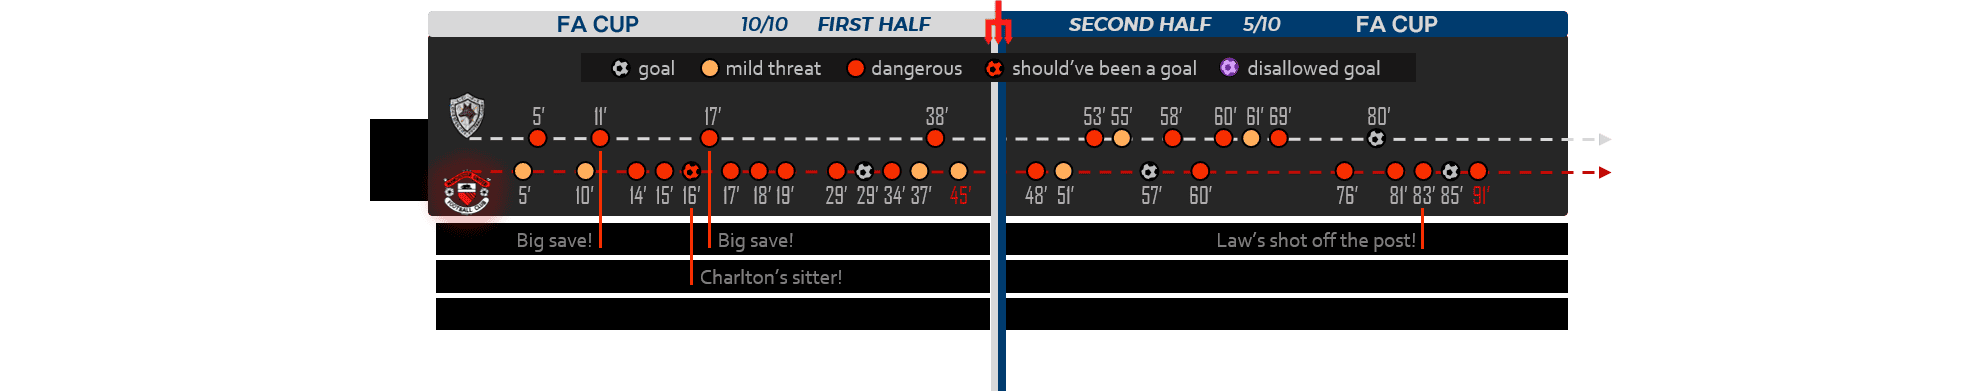 FA CUP 10/10 FIRST HALF SECOND HALF 5/10 FA CUP
goal mild threat dangerous should've been a goal disallowed goal
5' 11' 17' 38' 53' 55' 58' 60' 61' 69' 80'
5' 10' 14' 15' 16' 17' 18' 19' 29' 29' 34' 37' 45' 48' 51' 57' 60' 76' 81' 83' 85' 91'
FOOTBALL CLUB
Big save! Big save! Law's shot off the post!
Charlton's sitter!